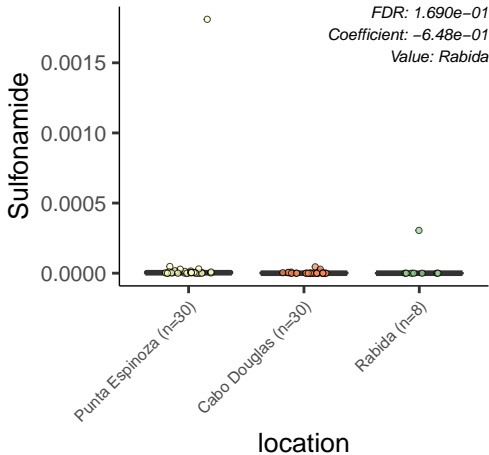 FDR: 1.690e−01
Coefficient: −6.48e−01
Value: Rabida
Sulfonamide
0.0015
0.0010
0.0005
0.0000
Punta Espinoza (n=30)
Cabo Douglas (n=30)
Rabida (n=8)
location